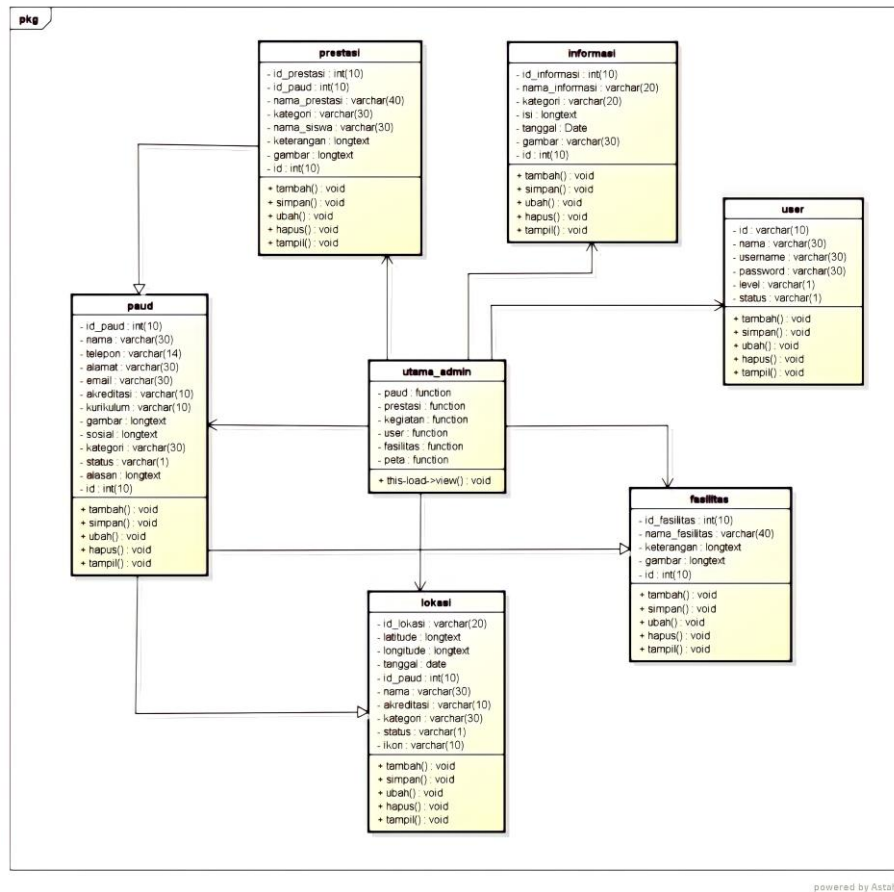 pkg
prestasi
- id_prestasi : int(10)
- id_paud : int(10)
- nama_prestasi : varchar(40)
- kategori : varchar(30)
- nama_siswa : varchar(30)
- keterangan : longtext
- gambar : longtext
- id : int(10)
+ tambah() : void
+ simpan() : void
+ ubah() : void
+ hapus() : void
+ tampil() : void
informasi
- id_informasi : int(10)
- nama_informasi : varchar(20)
- kategori : varchar(20)
- isi : longtext
- tanggal : Date
- gambar : varchar(30)
- id : int(10)
+ tambah() : void
+ simpan() : void
+ ubah() : void
+ hapus() : void
+ tampil() : void
user
- id : varchar(10)
- nama : varchar(30)
- username : varchar(30)
- password : varchar(30)
- level : varchar(1)
- status : varchar(1)
+ tambah() : void
+ simpan() : void
+ ubah() : void
+ hapus() : void
+ tampil() : void
paud
- id_paud : int(10)
- nama : varchar(30)
- telepon : varchar(14)
- alamat : varchar(30)
- email : varchar(30)
- akreditasi : varchar(10)
- kurikulum : varchar(10)
- gambar : longtext
- sosial : longtext
- kategori : varchar(30)
- status : varchar(1)
- alasan : longtext
- id : int(10)
+ tambah() : void
+ simpan() : void
+ ubah() : void
+ hapus() : void
+ tampil() : void
utama_admin
- paud : function
- prestasi : function
- kegiatan : function
- user : function
- fasilitas : function
- peta : function
+ this-load->view() : void
fasilitas
- id_fasilitas : int(10)
- nama_fasilitas : varchar(40)
- keterangan : longtext
- gambar : longtext
- id : int(10)
+ tambah() : void
+ simpan() : void
+ ubah() : void
+ hapus() : void
+ tampil() : void
lokasi
- id_lokasi : varchar(20)
- latitude : longtext
- longitude : longtext
- tanggal : date
- id_paud : int(10)
- nama : varchar(30)
- akreditasi : varchar(10)
- kategori : varchar(30)
- status : varchar(1)
- ikon : varchar(10)
+ tambah() : void
+ simpan() : void
+ ubah() : void
+ hapus() : void
+ tampil() : void
powered by Astah